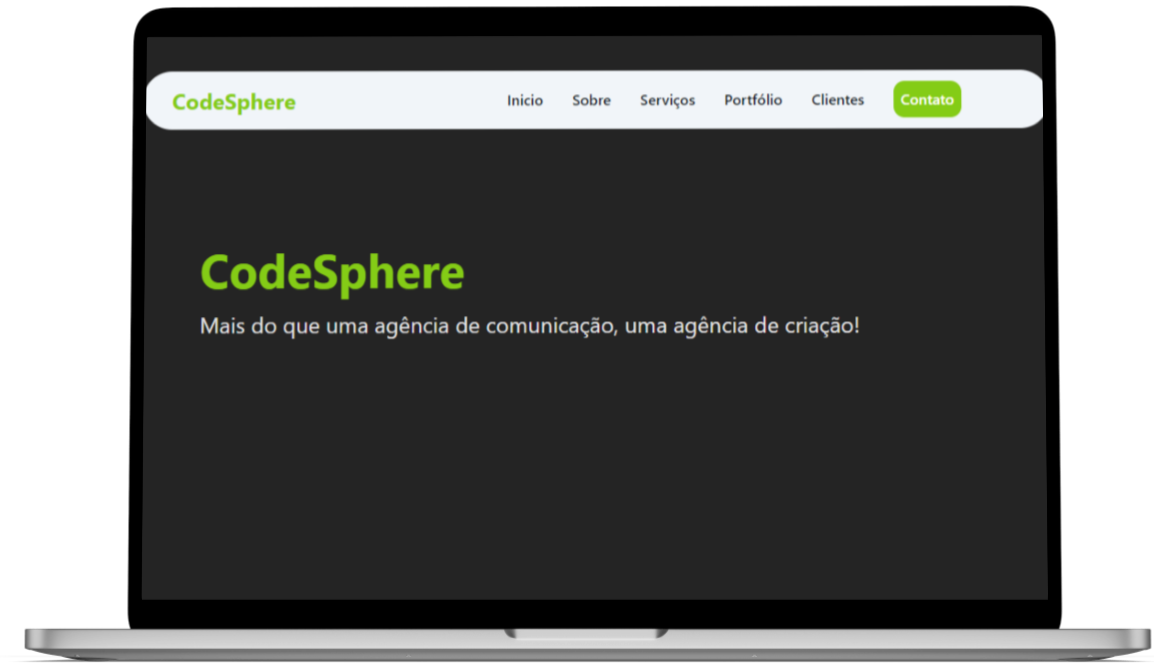 CodeSphere Inicio Sobre Serviços Portfólio Clientes Contato
CodeSphere
Mais do que uma agência de comunicação, uma agência de criação!